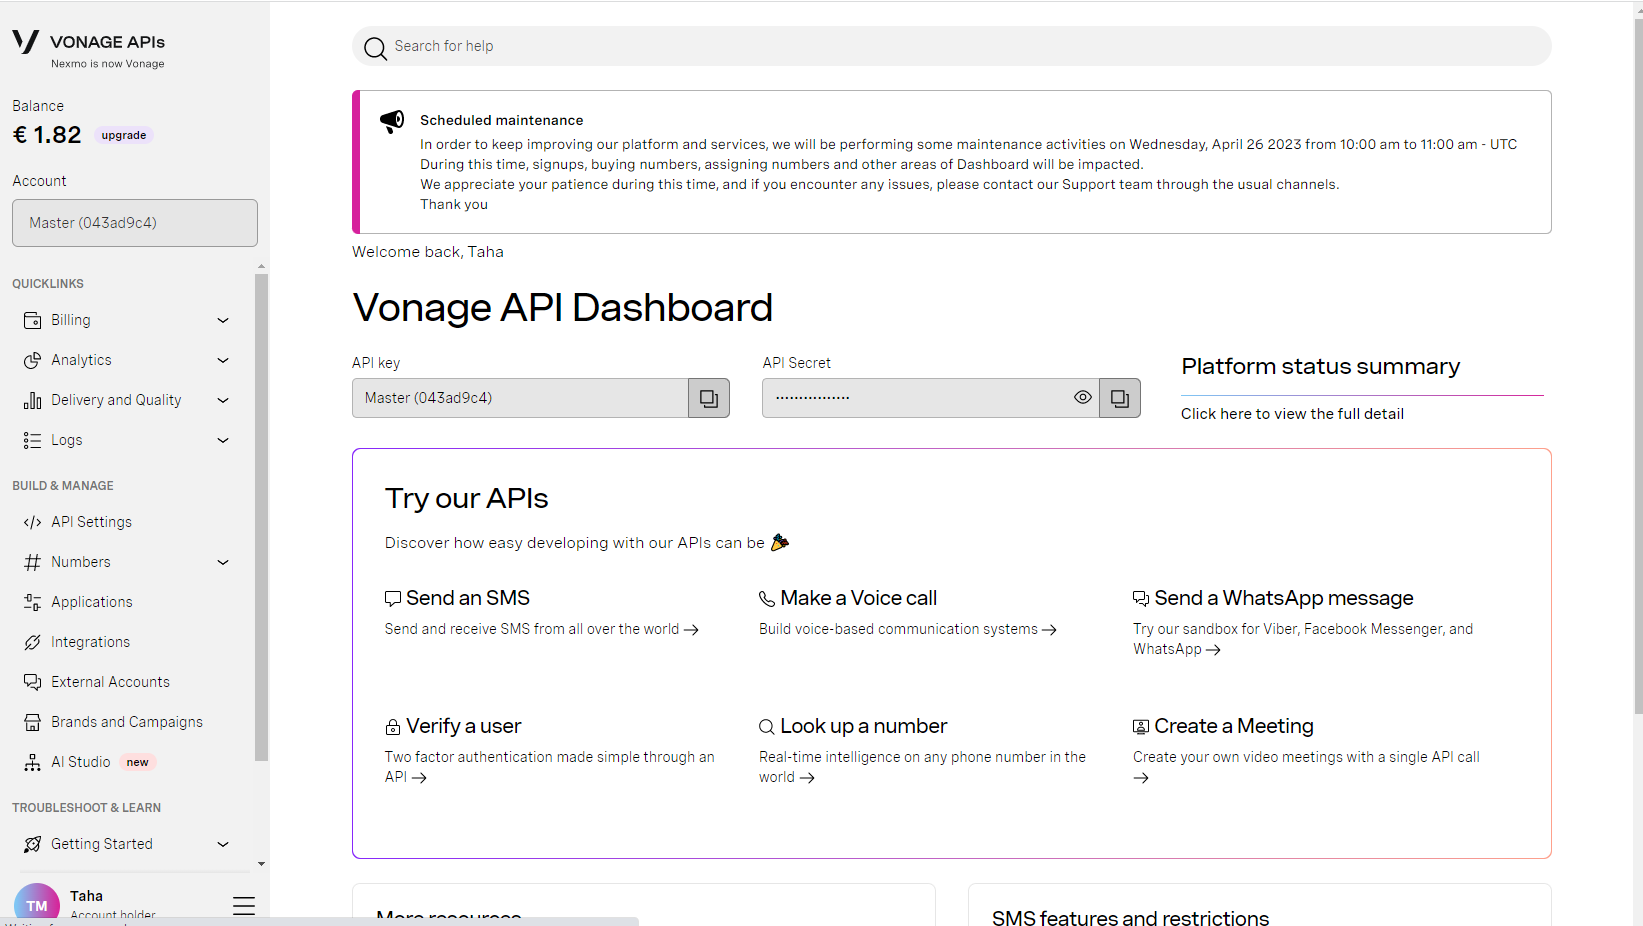 VONAGE APIs
Nexmo is now Vonage
Balance
€ 1.82 upgrade
Account
Master (043ad9c4)
QUICKLINKS
Billing
Analytics
Delivery and Quality
Logs
BUILD & MANAGE
API Settings
Numbers
Applications
Integrations
External Accounts
Brands and Campaigns
AI Studio new
TROUBLESHOOT & LEARN
Getting Started
TM Taha
Account holder
Search for help
Scheduled maintenance
In order to keep improving our platform and services, we will be performing some maintenance activities on Wednesday, April 26 2023 from 10:00 am to 11:00 am - UTC
During this time, signups, buying numbers, assigning numbers and other areas of Dashboard will be impacted.
We appreciate your patience during this time, and if you encounter any issues, please contact our Support team through the usual channels.
Thank you
Welcome back, Taha
Vonage API Dashboard
API key
Master (043ad9c4)
API Secret
••••••••••••••••
Platform status summary
Click here to view the full detail
Try our APIs
Discover how easy developing with our APIs can be 🎉
Send an SMS
Send and receive SMS from all over the world →
Make a Voice call
Build voice-based communication systems →
Send a WhatsApp message
Try our sandbox for Viber, Facebook Messenger, and
WhatsApp →
Verify a user
Two factor authentication made simple through an
API →
Look up a number
Real-time intelligence on any phone number in the
world →
Create a Meeting
Create your own video meetings with a single API call
→
More resources
SMS features and restrictions